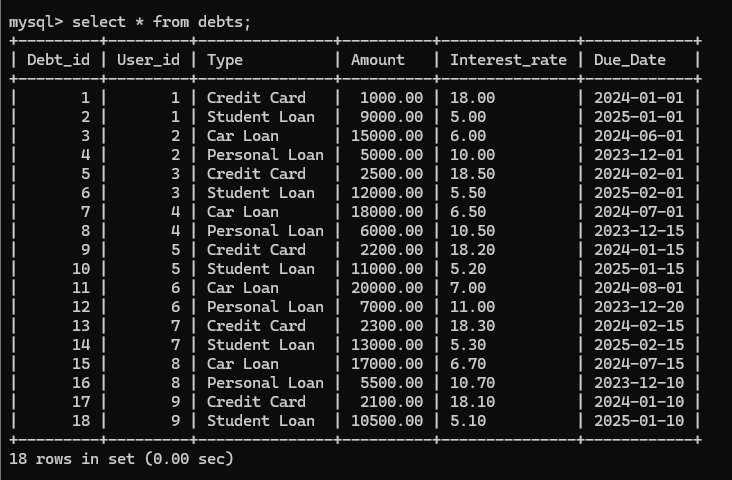 mysql> select * from debts;
+---------+---------+---------------+----------+---------------+------------+
| Debt_id | User_id | Type          | Amount   | Interest_rate | Due_Date   |
+---------+---------+---------------+----------+---------------+------------+
|       1 |       1 | Credit Card   |  1000.00 | 18.00         | 2024-01-01 |
|       2 |       1 | Student Loan  |  9000.00 | 5.00          | 2025-01-01 |
|       3 |       2 | Car Loan      | 15000.00 | 6.00          | 2024-06-01 |
|       4 |       2 | Personal Loan |  5000.00 | 10.00         | 2023-12-01 |
|       5 |       3 | Credit Card   |  2500.00 | 18.50         | 2024-02-01 |
|       6 |       3 | Student Loan  | 12000.00 | 5.50          | 2025-02-01 |
|       7 |       4 | Car Loan      | 18000.00 | 6.50          | 2024-07-01 |
|       8 |       4 | Personal Loan |  6000.00 | 10.50         | 2023-12-15 |
|       9 |       5 | Credit Card   |  2200.00 | 18.20         | 2024-01-15 |
|      10 |       5 | Student Loan  | 11000.00 | 5.20          | 2025-01-15 |
|      11 |       6 | Car Loan      | 20000.00 | 7.00          | 2024-08-01 |
|      12 |       6 | Personal Loan |  7000.00 | 11.00         | 2023-12-20 |
|      13 |       7 | Credit Card   |  2300.00 | 18.30         | 2024-02-15 |
|      14 |       7 | Student Loan  | 13000.00 | 5.30          | 2025-02-15 |
|      15 |       8 | Car Loan      | 17000.00 | 6.70          | 2024-07-15 |
|      16 |       8 | Personal Loan |  5500.00 | 10.70         | 2023-12-10 |
|      17 |       9 | Credit Card   |  2100.00 | 18.10         | 2024-01-10 |
|      18 |       9 | Student Loan  | 10500.00 | 5.10          | 2025-01-10 |
+---------+---------+---------------+----------+---------------+------------+
18 rows in set (0.00 sec)